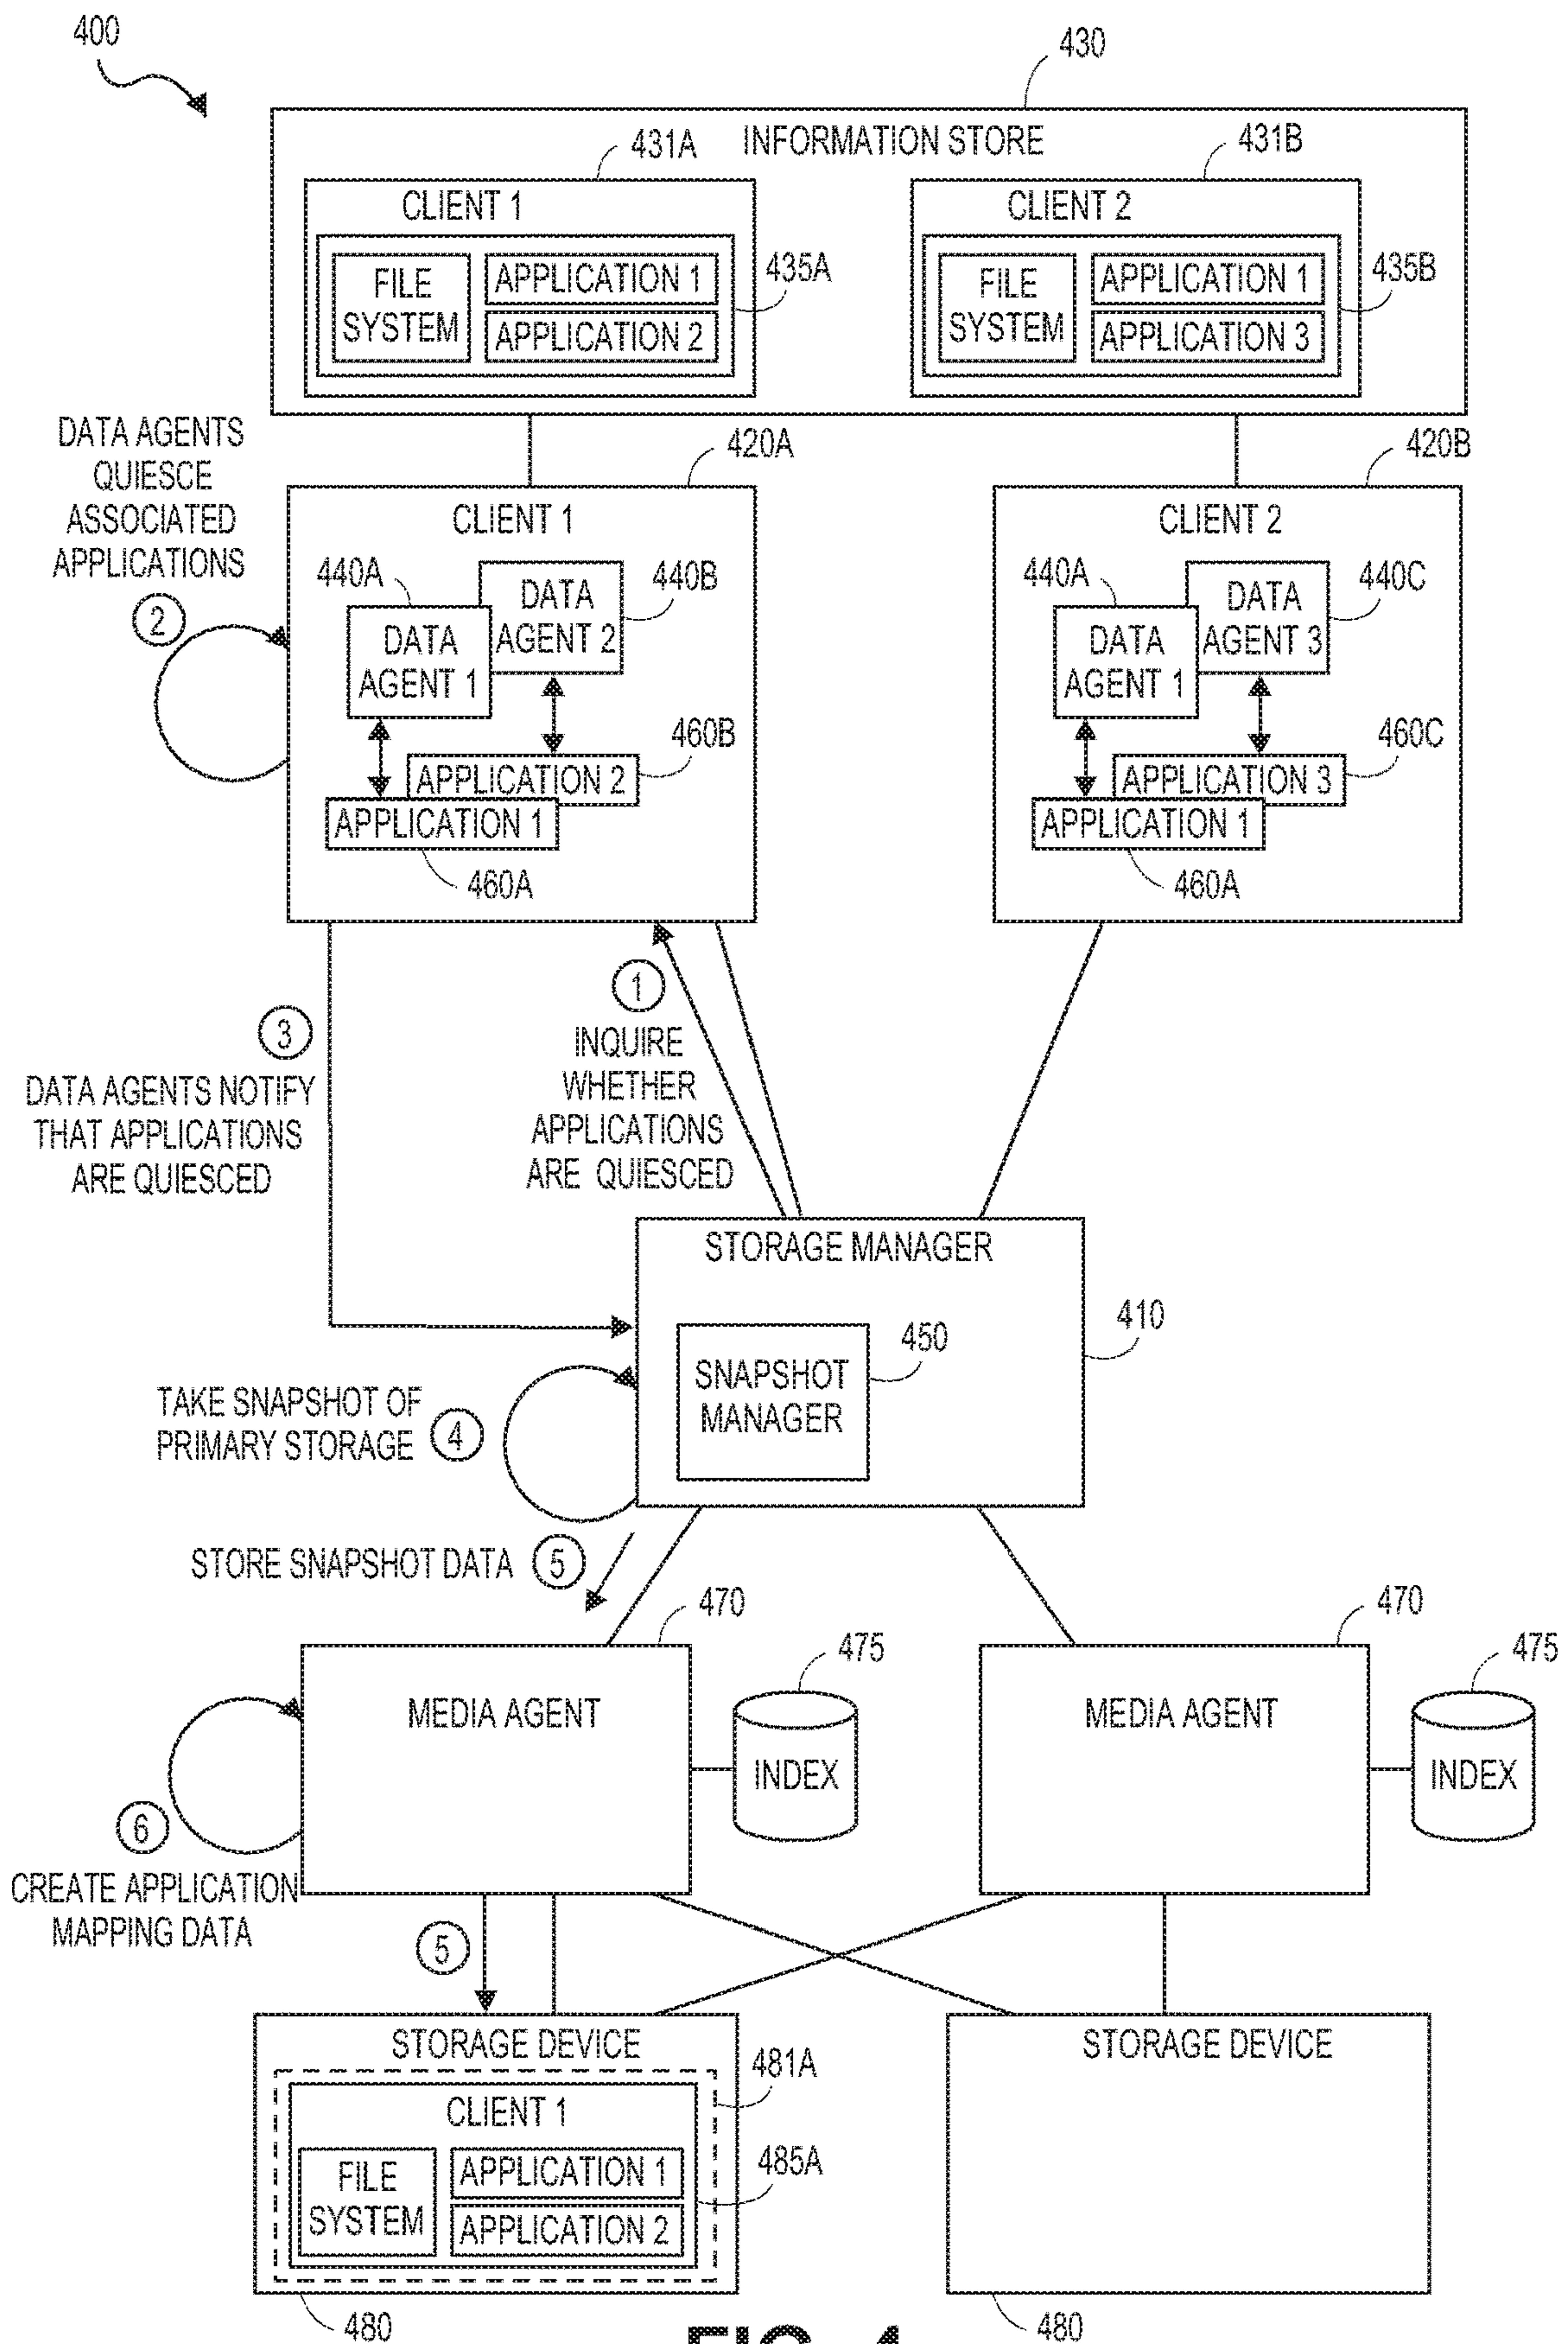 400
430
INFORMATION STORE
431A
431B
CLIENT 1
CLIENT 2
FILE
SYSTEM
APPLICATION 1
APPLICATION 2
435A
FILE
SYSTEM
APPLICATION 1
APPLICATION 3
435B
DATA AGENTS
QUIESCE
ASSOCIATED
APPLICATIONS
2
420A
CLIENT 1
440A
DATA
AGENT 1
DATA
AGENT 2
440B
460B
APPLICATION 2
APPLICATION 1
460A
420B
CLIENT 2
440A
DATA
AGENT 1
DATA
AGENT 3
440C
460C
APPLICATION 3
APPLICATION 1
460A
3
DATA AGENTS NOTIFY
THAT APPLICATIONS
ARE QUIESCED
1
INQUIRE
WHETHER
APPLICATIONS
ARE QUIESCED
STORAGE MANAGER
410
SNAPSHOT
MANAGER
450
TAKE SNAPSHOT OF
PRIMARY STORAGE
4
STORE SNAPSHOT DATA
5
470
MEDIA AGENT
475
INDEX
470
MEDIA AGENT
475
INDEX
6
CREATE APPLICATION
MAPPING DATA
5
STORAGE DEVICE
481A
CLIENT 1
FILE
SYSTEM
APPLICATION 1
APPLICATION 2
485A
480
STORAGE DEVICE
480
FIG. 4